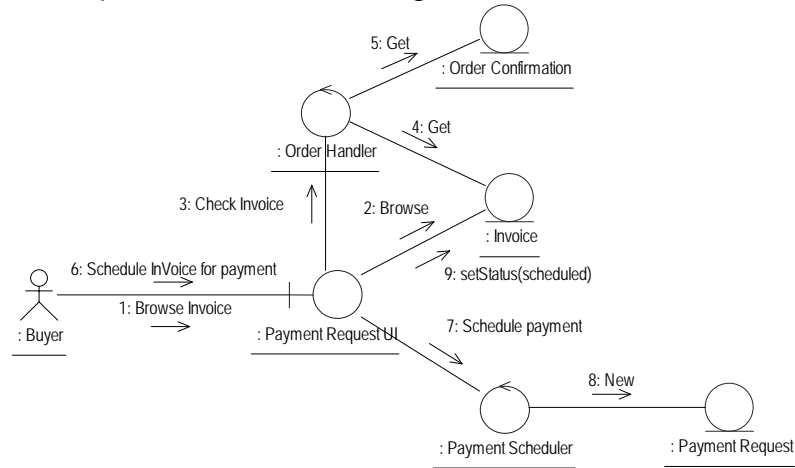 5: Get
: Order Confirmation
4: Get
: Order Handler
3: Check Invoice
2: Browse
: Invoice
6: Schedule InVoice for payment
9: setStatus(scheduled)
1: Browse Invoice
: Buyer
: Payment Request UI
7: Schedule payment
8: New
: Payment Scheduler
: Payment Request